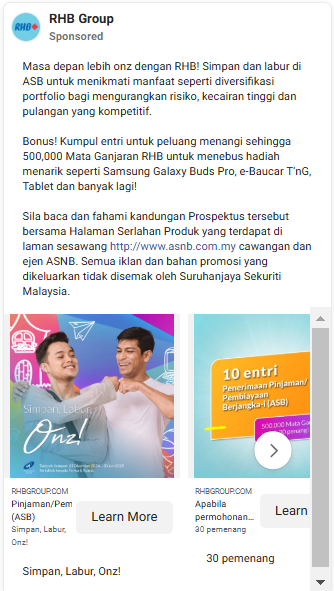 RHB
RHB Group
Sponsored
Masa depan lebih onz dengan RHB! Simpan dan labur di
ASB untuk menikmati manfaat seperti diversifikasi
portfolio bagi mengurangkan risiko, kecairan tinggi dan
pulangan yang kompetitif.
Bonus! Kumpul entri untuk peluang menangi sehingga
500,000 Mata Ganjaran RHB untuk menebus hadiah
menarik seperti Samsung Galaxy Buds Pro, e-Baucar T'nG,
Tablet dan banyak lagi!
Sila baca dan fahami kandungan Prospektus tersebut
bersama Halaman Serlahan Produk yang terdapat di
laman sesawang http://www.asnb.com.my cawangan dan
ejen ASNB. Semua iklan dan bahan promosi yang
dikeluarkan tidak disemak oleh Suruhanjaya Sekuriti
Malaysia.
Simpan, Labur,
Onz!
10 entri
Penerimaan Pinjaman/
Pembiayaan
Berjangka-i (ASB)
500,000 Mata Gan
30 penang
RHBGROUP.COM
Pinjaman/Pem
(ASB)
Simpan, Labur,
Onz!
Learn More
RHBGROUP.COM
Apabila
permohonan...
30 pemenang
Learn
Simpan, Labur, Onz!
30 pemenang